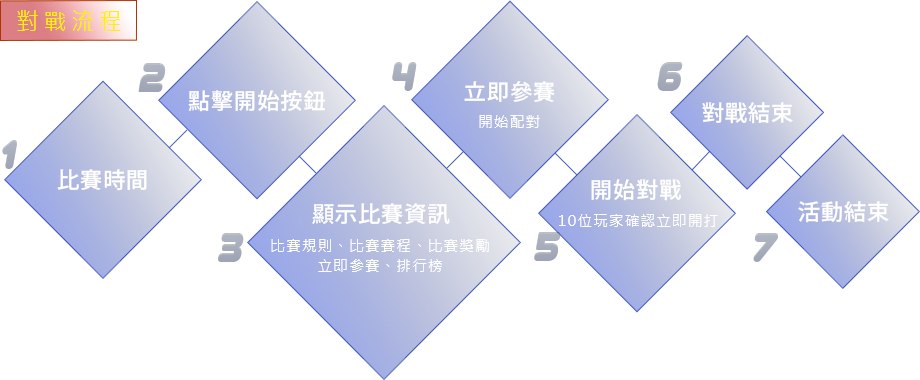 對戰流程
1
比賽時間
2
點擊開始按鈕
3
顯示比賽資訊
比賽規則、比賽賽程、比賽獎勵
立即參賽、排行榜
4
立即參賽
開始配對
5
開始對戰
10位玩家確認立即開打
6
對戰結束
7
活動結束